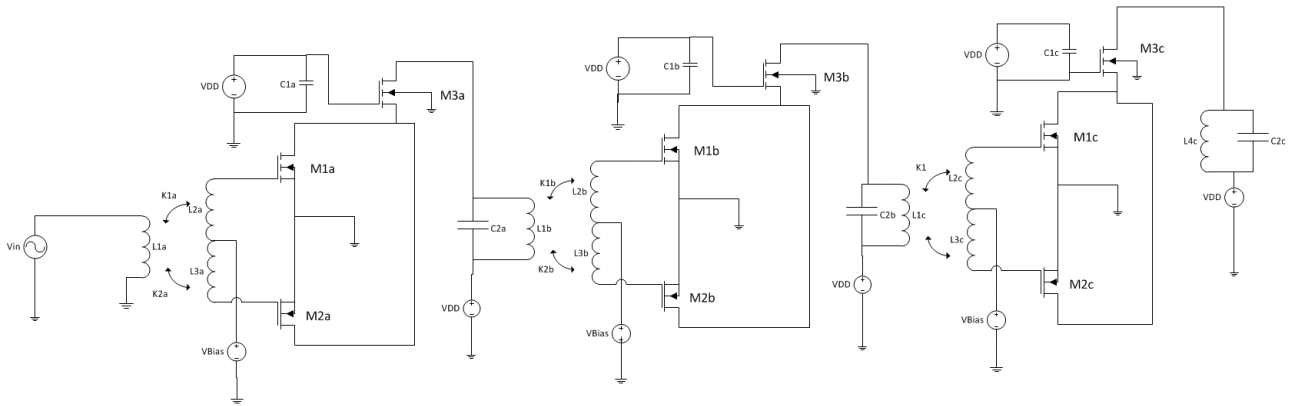 VDD
C1a
M3a
M1a
K1a
L2a
Vin
L1a
L3a
K2a
M2a
VBias
C2a
L1b
VDD
VDD
C1b
M3b
M1b
K1b
L2b
L3b
K2b
M2b
VBias
C2b
L1c
VDD
VDD
C1c
M3c
M1c
K1
L2c
L3c
M2c
VBias
L4c
C2c
VDD